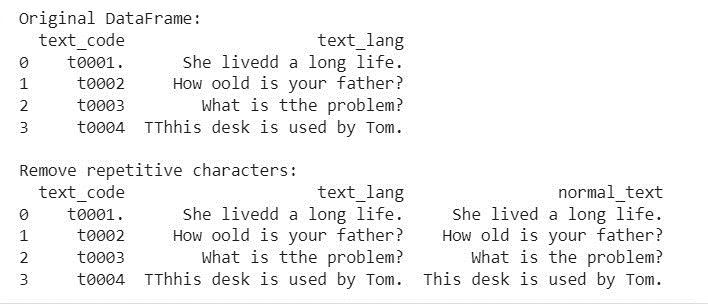 Original DataFrame:
text_code text_lang
0 t0001. She livedd a long life.
1 t0002 How oold is your father?
2 t0003 What is tthe problem?
3 t0004 TThhis desk is used by Tom.
Remove repetitive characters:
text_code text_lang normal_text
0 t0001. She livedd a long life. She lived a long life.
1 t0002 How oold is your father? How old is your father?
2 t0003 What is tthe problem? What is the problem?
3 t0004 TThhis desk is used by Tom. This desk is used by Tom.